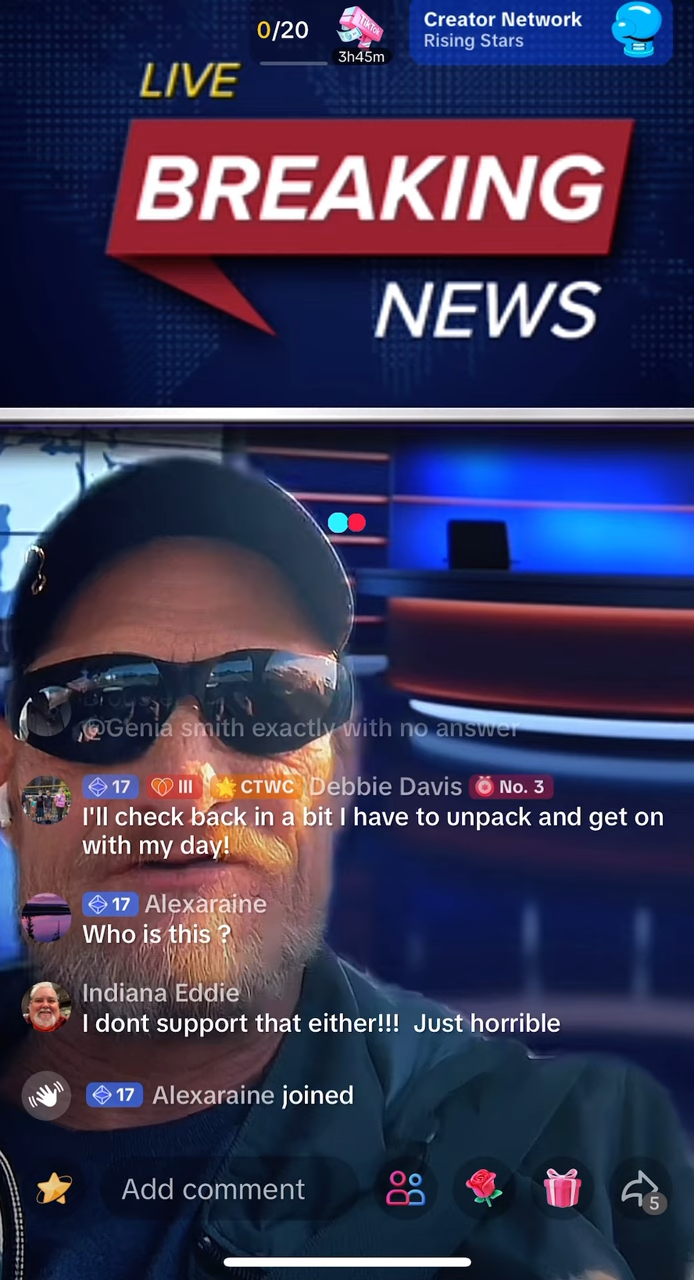 0/20
3h45m
TikTok
Creator Network
Rising Stars
LIVE
BREAKING
NEWS
@Genia smith exactly with no answer
17 III CTWC Debbie Davis No. 3
I'll check back in a bit I have to unpack and get on
with my day!
17 Alexaraine
Who is this ?
Indiana Eddie
I dont support that either!!! Just horrible
17 Alexaraine joined
Add comment
5